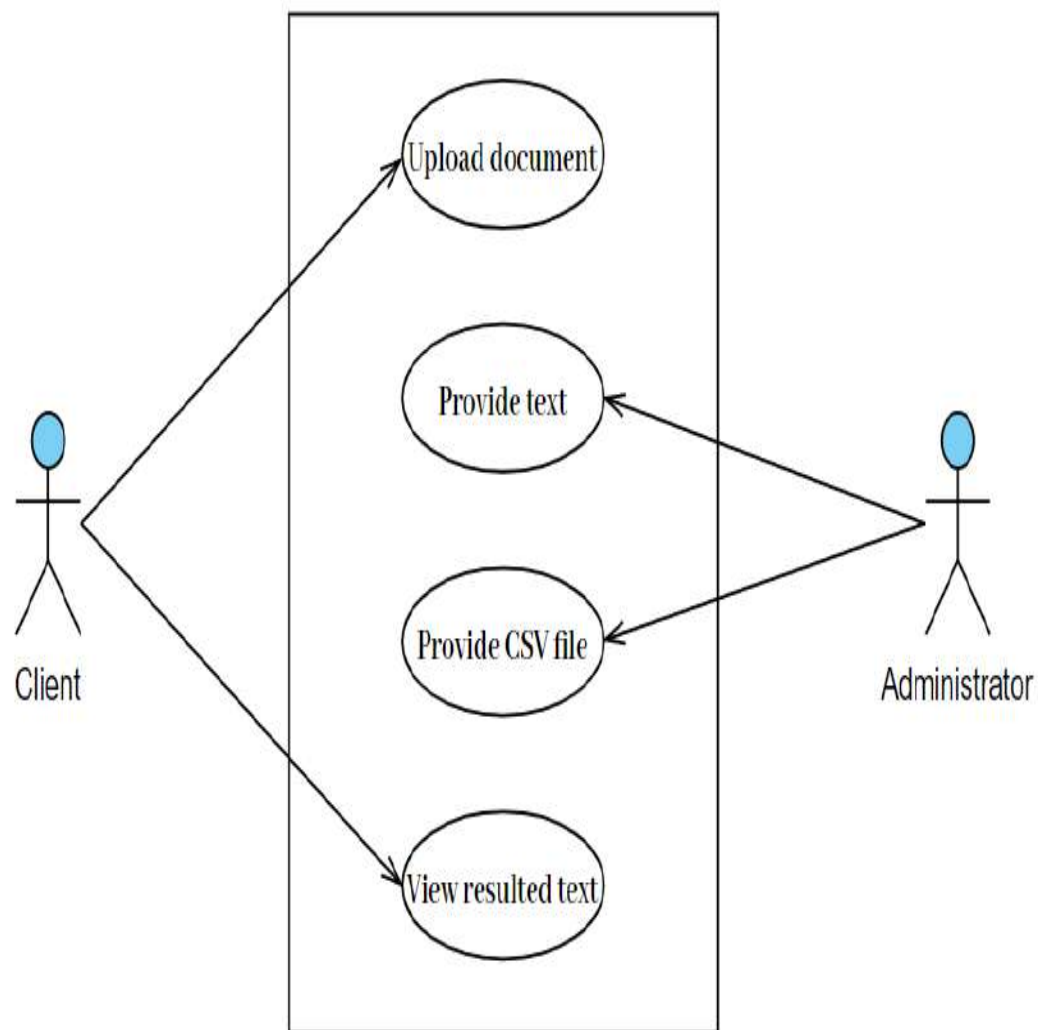 Upload document
Provide text
Provide CSV file
Client
Administrator
View resulted text